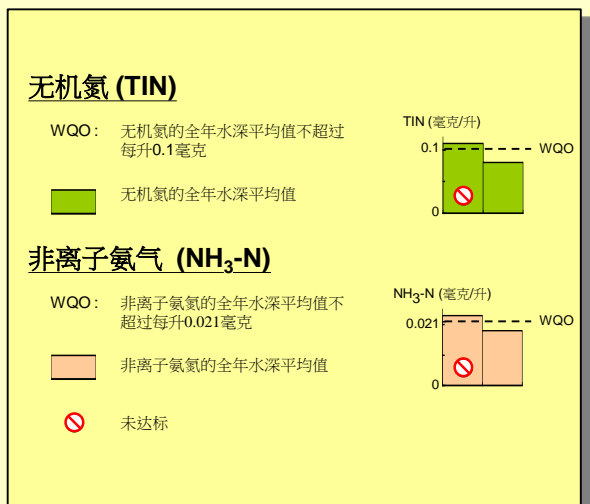 无机氮 (TIN)
WQO : 无机氮的全年水深平均值不超过
每升0.1毫克
无机氮的全年水深平均值
TIN (毫克/升)
0.1
WQO
0
非离子氨气 (NH3-N)
WQO : 非离子氨氮的全年水深平均值不
超过每升0.021毫克
非离子氨氮的全年水深平均值
未达标
NH3-N (毫克/升)
0.021
WQO
0